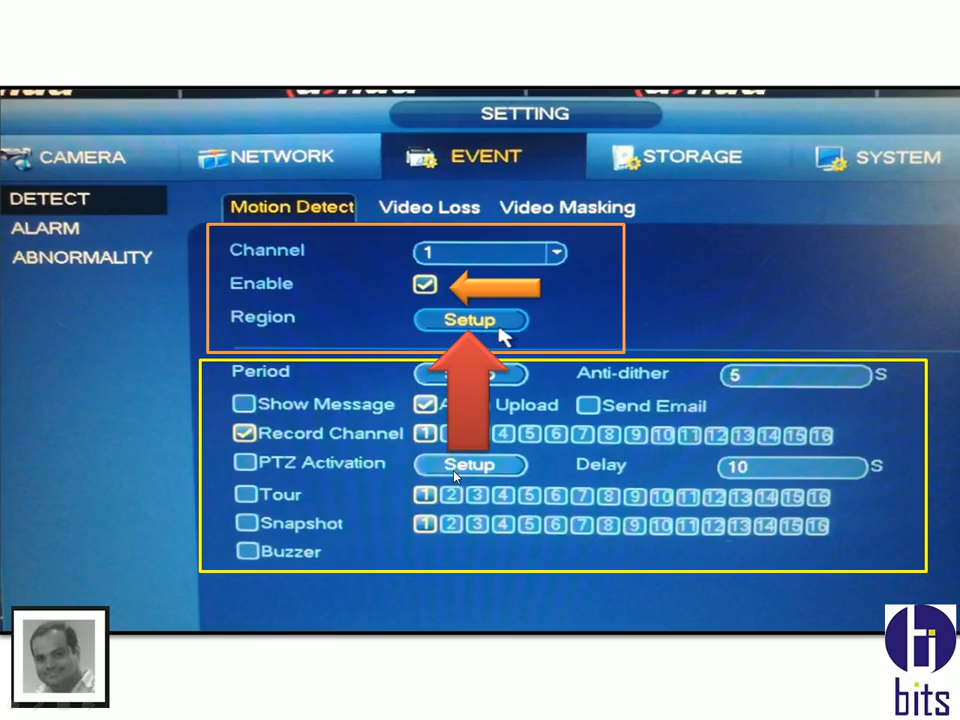 SETTING
CAMERA NETWORK EVENT STORAGE SYSTEM
DETECT
ALARM
ABNORMALITY
Motion Detect Video Loss Video Masking
Channel 1
Enable
Region Setup
Period Anti-dither 5 S
Show Message Upload Send Email
Record Channel 1 4 5 6 7 8 9 10 11 12 13 14 15 16
PTZ Activation Setup Delay 10 S
Tour 1 2 3 4 5 6 7 8 9 10 11 12 13 14 15 16
Snapshot 1 2 3 4 5 6 7 8 9 10 11 12 13 14 15 16
Buzzer
bits